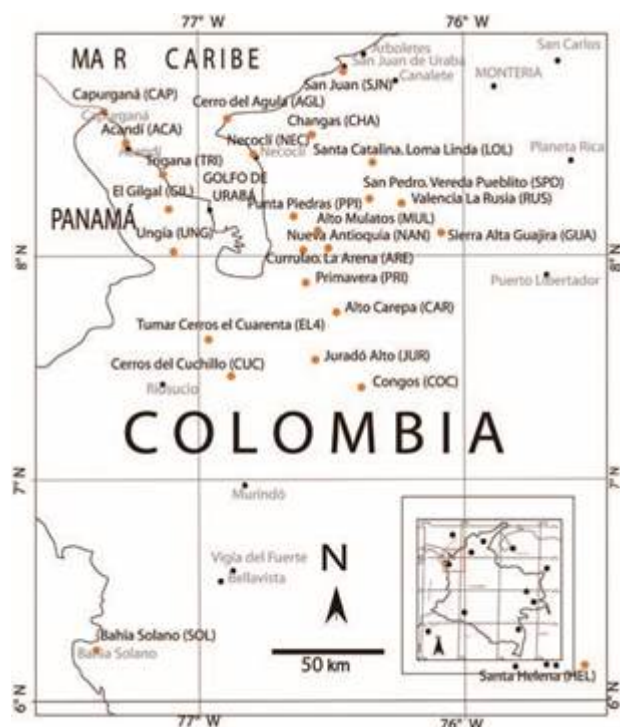 77° W
76° W
MAR CARIBE
Arboletes
San Juan de Urabá
San Carlos
San Juan (SJN)
Canalete
MONTERIA
Capurganá (CAP)
Capurganá
Cerro del Agula (AGL)
Acandí (ACA)
Acandí
Changas (CHA)
Necoclí (NEC)
Necoclí
Santa Catalina. Loma Linda (LOL)
Planeta Rica
Togana (TRI)
GOLFO DE
URABÁ
El Gilgal (GIL)
San Pedro. Vereda Pueblito (SPD)
Punta Piedras (PPI)
Valencia La Rusia (RUS)
PANAMÁ
Alto Mulatos (MUL)
Ungía (UNG)
Nueva Antioquia (NAN)
Sierra Alta Guajira (GUA)
8° N
8° N
Currulao. La Arena (ARE)
Primavera (PRI)
Puerto Libertador
Alto Carepa (CAR)
Tumar Cerros el Cuarenta (EL4)
Cerros del Cuchillo (CUC)
Juradó Alto (JUR)
Riosucio
Congos (COC)
COLOMBIA
7° N
7° N
Murindó
Vigía del Fuerte
Bellavista
N
Bahia Solano (SOL)
Bahía Solano
50 km
Santa Helena (HEL)
6° N
6° N
77° W
76° W